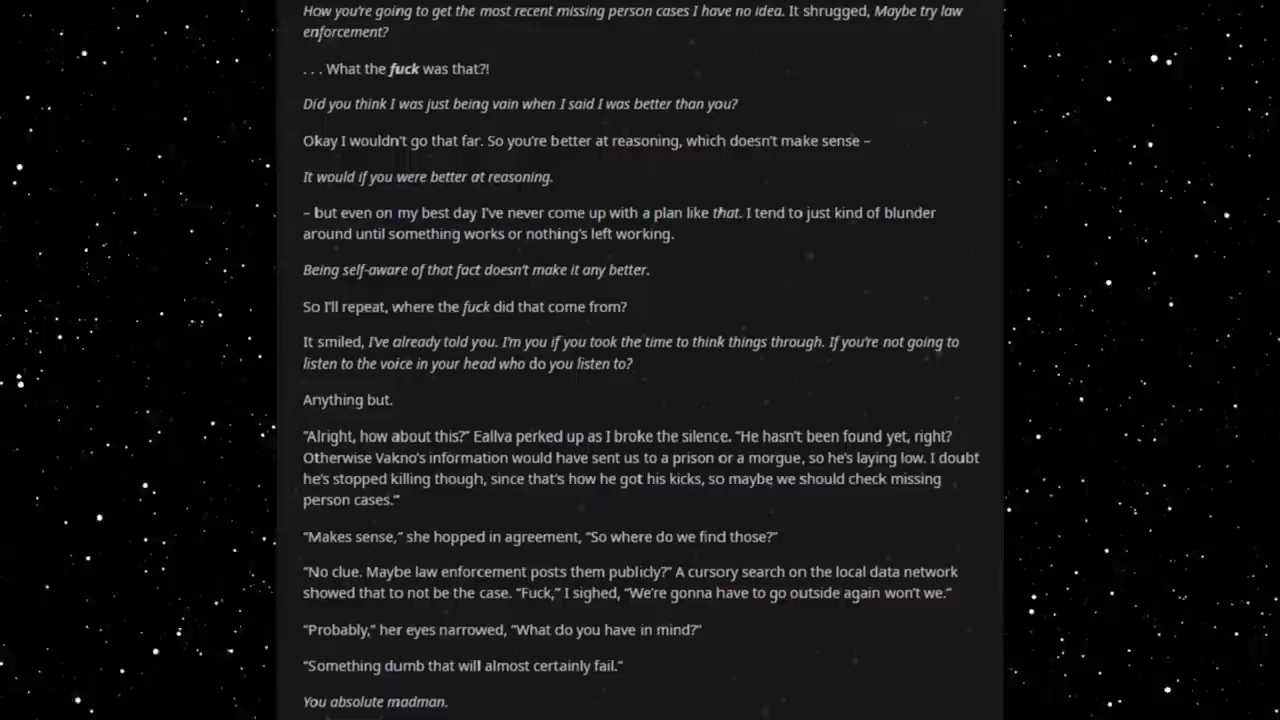 How you're going to get the most recent missing person cases I have no idea. It shrugged, Maybe try law
enforcement?
. . . What the fuck was that?!
Did you think I was just being vain when I said I was better than you?
Okay I wouldn't go that far. So you're better at reasoning, which doesn't make sense –
It would if you were better at reasoning.
– but even on my best day I've never come up with a plan like that. I tend to just kind of blunder
around until something works or nothing's left working.
Being self-aware of that fact doesn't make it any better.
So I'll repeat, where the fuck did that come from?
It smiled, I've already told you. I'm you if you took the time to think things through. If you're not going to
listen to the voice in your head who do you listen to?
Anything but.
“Alright, how about this?” Eallva perked up as I broke the silence. “He hasn't been found yet, right?
Otherwise Vakno's information would have sent us to a prison or a morgue, so he's laying low. I doubt
he's stopped killing though, since that's how he got his kicks, so maybe we should check missing
person cases.”
“Makes sense,” she hopped in agreement, “So where do we find those?”
“No clue. Maybe law enforcement posts them publicly?” A cursory search on the local data network
showed that to not be the case. “Fuck,” I sighed, “We're gonna have to go outside again won't we.”
“Probably,” her eyes narrowed, “What do you have in mind?”
“Something dumb that will almost certainly fail.”
You absolute madman.